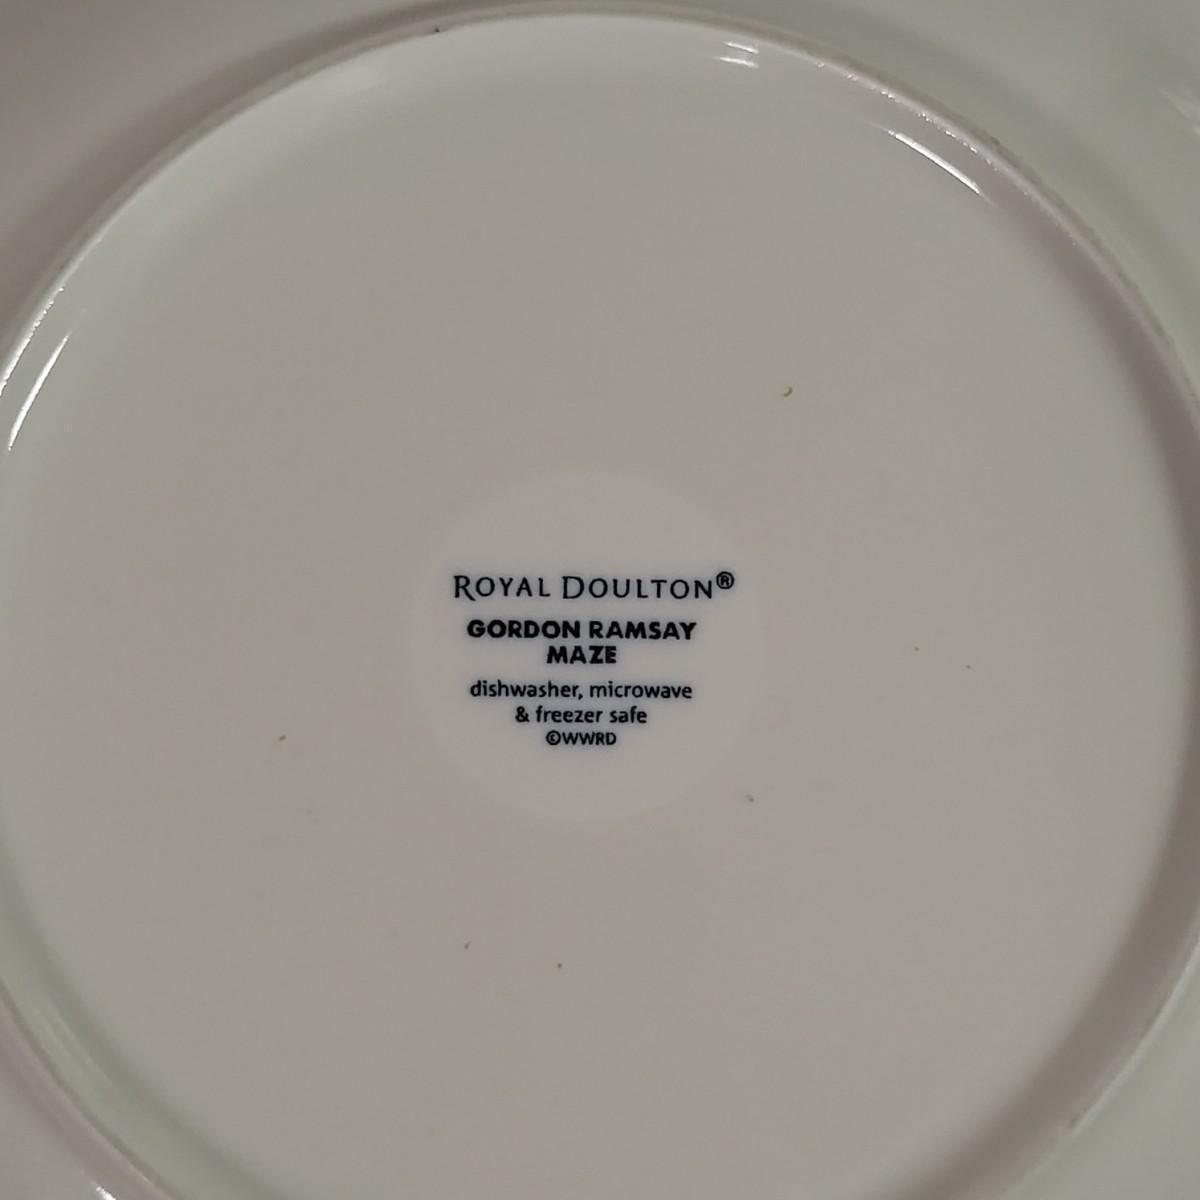 ROYAL DOULTON®
GORDON RAMSAY
MAZE
dishwasher, microwave
& freezer safe
©WWRD